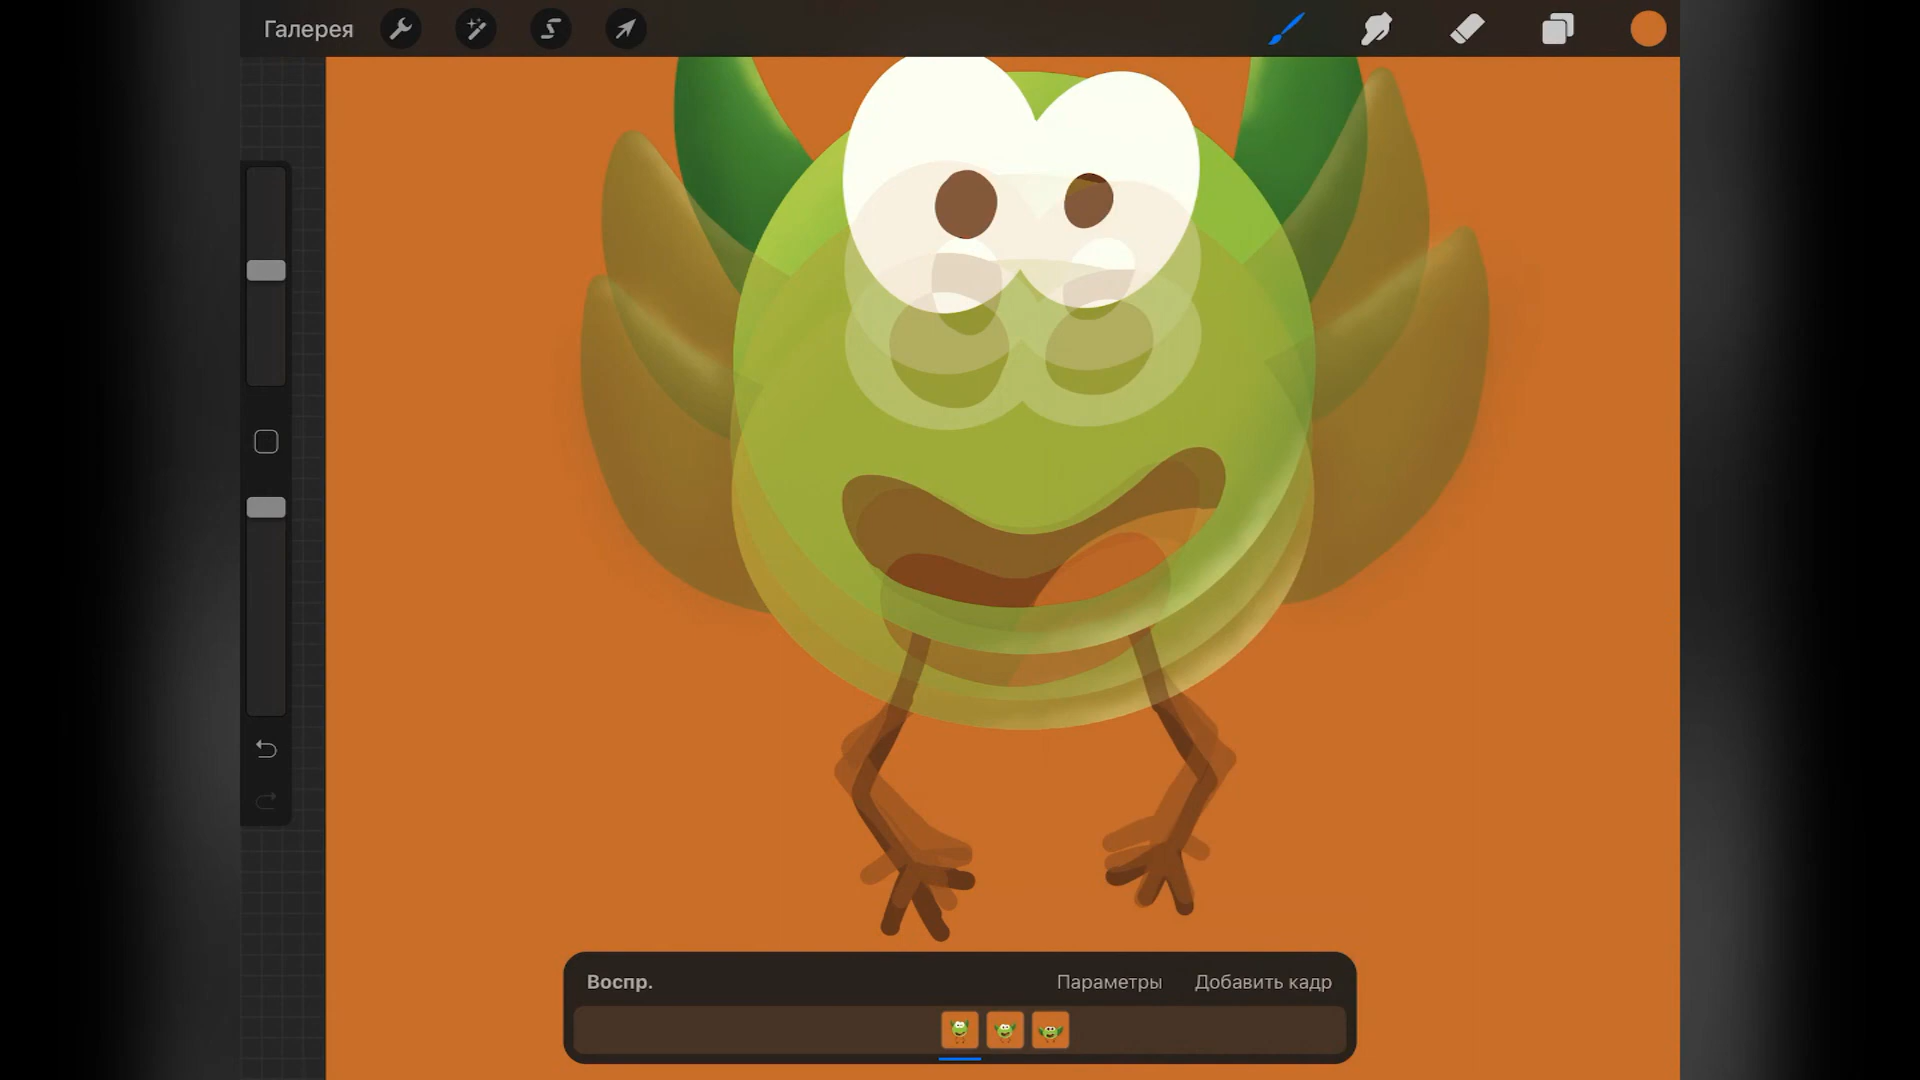 Галерея
Воспр.
Параметры
Добавить кадр